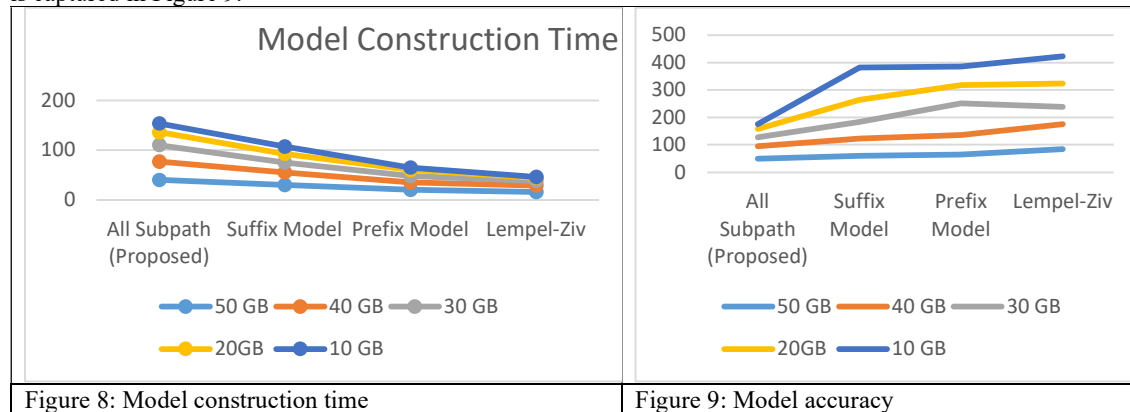 is captured in Figure 9.
Model Construction Time
200
100
0
All Subpath (Proposed)
Suffix Model
Prefix Model
Lempel-Ziv
50 GB
40 GB
30 GB
20GB
10 GB
500
400
300
200
100
0
All Subpath (Proposed)
Suffix Model
Prefix Model
Lempel-Ziv
50 GB
40 GB
30 GB
20GB
10 GB
Figure 8: Model construction time
Figure 9: Model accuracy